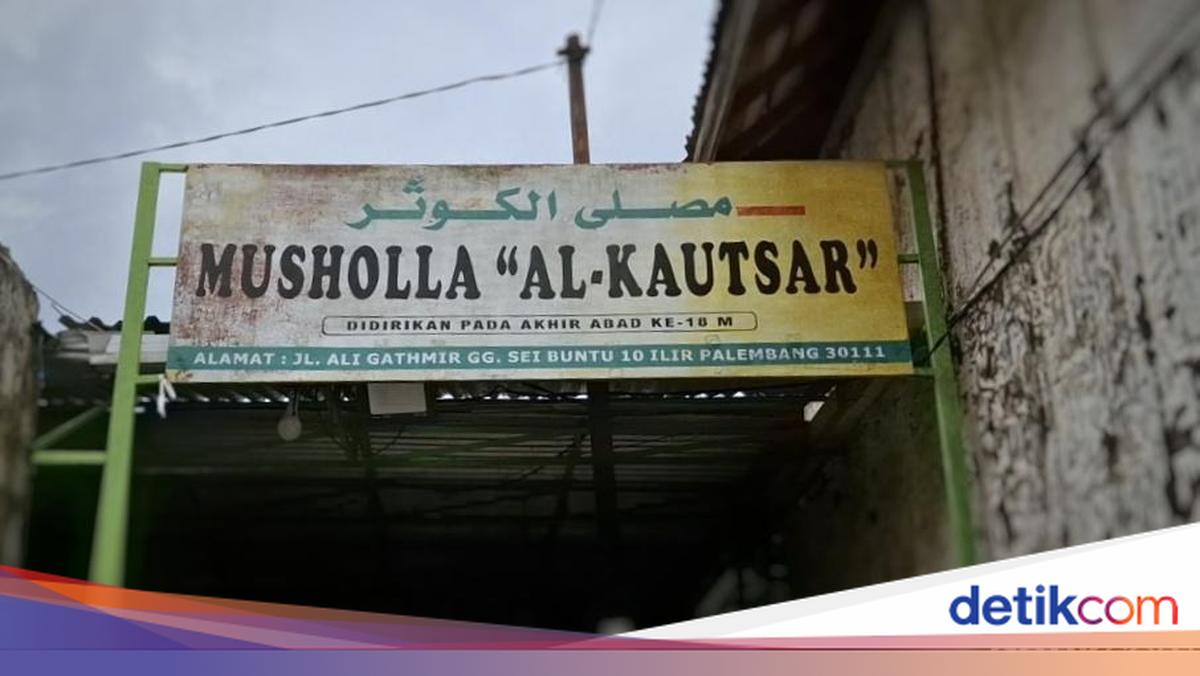 مصلى الكوثر
MUSHOLLA “AL-KAUTSAR”
DIDIRIKAN PADA AKHIR ABAD KE-18 M
ALAMAT : JL. ALI GATHMIR GG. SEI BUNTU 10 ILIR PALEMBANG 30111
detikcom